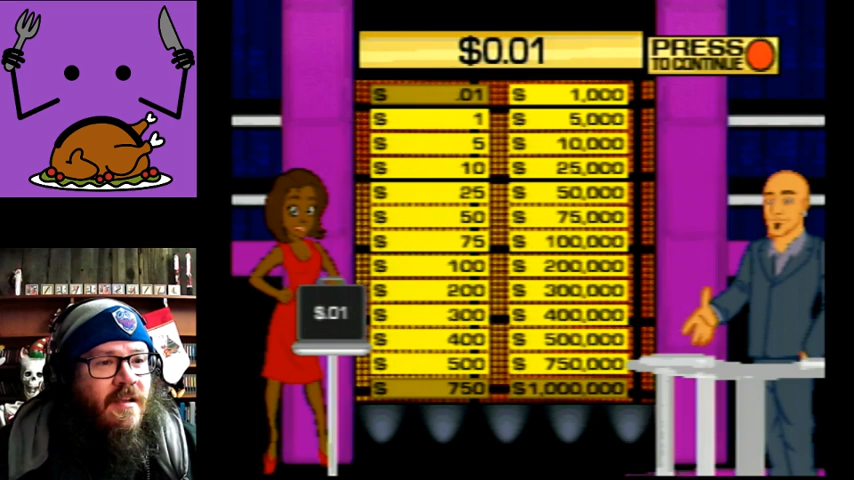 $0.01
PRESS
TO CONTINUE
$ .01 $ 1,000
$ 1 $ 5,000
$ 5 $ 10,000
$ 10 $ 25,000
$ 25 $ 50,000
$ 50 $ 75,000
$ 75 $ 100,000
$ 100 $ 200,000
$ 200 $ 300,000
$ 300 $ 400,000
$ 400 $ 500,000
$ 500 $ 750,000
$ 750 $1,000,000
$.01